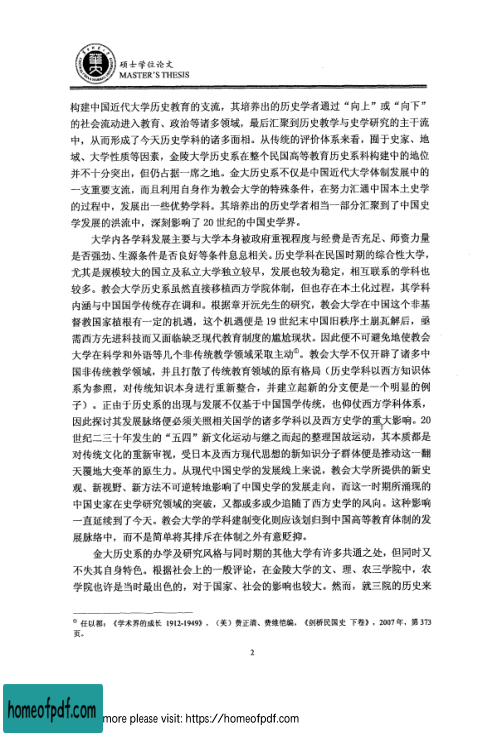 硕士学位论文
MASTER'S THESIS
构建中国近代大学历史教育的支流，其培养出的历史学者通过“向上”或“向下”
的社会流动进入教育、政治等诸多领域，最后汇聚到历史教学与史学研究的主干流
中，从而形成了今天历史学科的诸多面相。从传统的评价体系来看，囿于史家、地
域、大学性质等因素，金陵大学历史系在整个民国高等教育历史系科构建中的地位
并不十分突出，但仍占据一席之地。金大历史系不仅是中国近代大学体制发展中的
一支重要支流，而且利用自身作为教会大学的特殊条件，在努力汇通中国本土史学
的过程中，发展出一些优势学科。其培养出的历史学者相当一部分汇聚到了中国史
学发展的洪流中，深刻影响了 20 世纪的中国史学界。
大学内各学科发展主要与大学本身被政府重视程度与经费是否充足、师资力量
是否强劲、生源条件是否良好等条件息息相关。历史学科在民国时期的综合性大学，
尤其是规模较大的国立及私立大学独立较早，发展也较为稳定，相互联系的学科也
较多。教会大学历史系虽然直接移植西方学院体制，但也存在本土化过程，其学科
内涵与中国国学传统存在调和。根据章开沅先生的研究，教会大学在中国这个非基
督教国家植根有一定的机遇，这个机遇便是 19 世纪末中国旧秩序土崩瓦解后，亟
需西方先进科技而又面临缺乏现代教育制度的尴尬现状。因此便不可避免地使教会
大学在科学和外语等几个非传统教学领域采取主动①。教会大学不仅开辟了诸多中
国非传统教学领域，并且打散了传统教育领域的原有格局（历史学科以西方知识体
系为参照，对传统知识本身进行重新整合，并建立起新的分支便是一个明显的例
子）。正由于历史系的出现与发展不仅基于中国国学传统，也仰仗西方学科体系，
因此探讨其发展脉络便必须关照相关国学的诸多学科以及西方史学的重大影响。20
世纪二三十年发生的“五四”新文化运动与继之而起的整理国故运动，其本质都是
对传统文化的重新审视，受日本及西方现代思想的新知识分子群体便是推动这一翻
天覆地大变革的原生力。从现代中国史学的发展线上来说，教会大学所提供的新史
观、新视野、新方法不可逆转地影响了中国史学的发展走向，而这一时期所涌现的
中国史家在史学研究领域的突破，又都或多或少追随了西方史学的风向。这种影响
一直延续到了今天。教会大学的学科建制变化则应该划归到中国高等教育体制的发
展脉络中，而不是简单将其排斥在体制之外有意贬抑。
金大历史系的办学及研究风格与同时期的其他大学有许多共通之处，但同时又
不失其自身特色。根据社会上的一般评论，在金陵大学的文、理、农三学院中，农
学院也许是当时最出色的，对于国家、社会的影响也较大。然而，就三院的历史来
① 任以都：《学术界的成长 1912-1949》，（美）费正清、费维恺编，《剑桥民国史 下卷》，2007 年，第 373
页。
2
homeofpdf.com
more please visit: https://homeofpdf.com